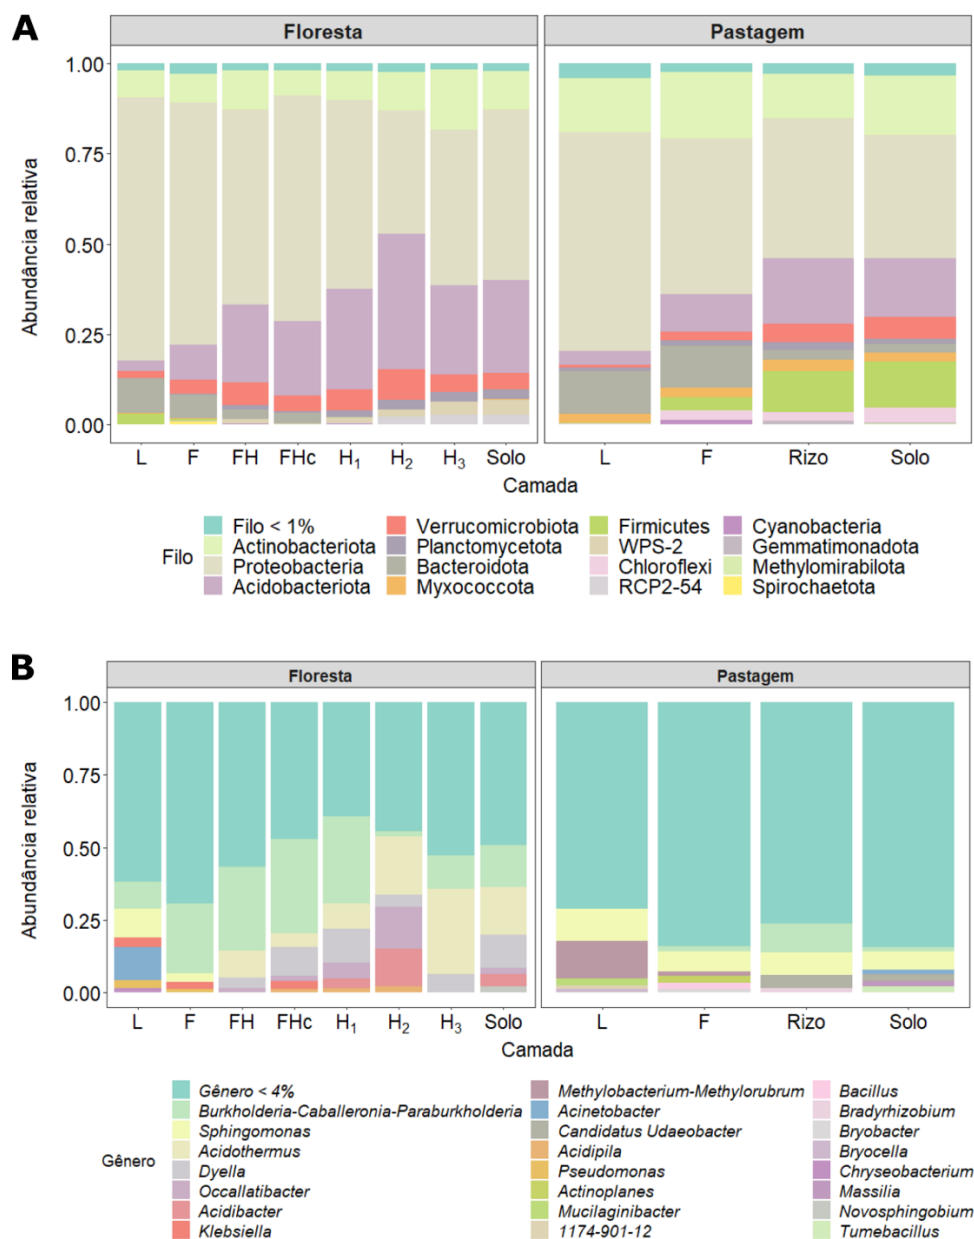 A
Floresta
Pastagem
1.00
0.75
0.50
0.25
0.00
Abundância relativa
L F FH FHc H₁ H₂ H₃ Solo
L F Rizo Solo
Camada
Filo
Filo < 1%
Actinobacteriota
Proteobacteria
Acidobacteriota
Verrucomicrobiota
Planctomycetota
Bacteroidota
Myxococcota
Firmicutes
WPS-2
Chloroflexi
RCP2-54
Cyanobacteria
Gemmatimonadota
Methylomirabilota
Spirochaetota
B
Floresta
Pastagem
1.00
0.75
0.50
0.25
0.00
Abundância relativa
L F FH FHc H₁ H₂ H₃ Solo
L F Rizo Solo
Camada
Gênero
Gênero < 4%
Burkholderia-Caballeronia-Paraburkholderia
Sphingomonas
Acidothermus
Dyella
Occallatibacter
Acidibacter
Klebsiella
Methylobacterium-Methylorubrum
Acinetobacter
Candidatus Udaeobacter
Acidipila
Pseudomonas
Actinoplanes
Mucilaginibacter
1174-901-12
Bacillus
Bradyrhizobium
Bryobacter
Bryocella
Chryseobacterium
Massilia
Novosphingobium
Tumebacillus